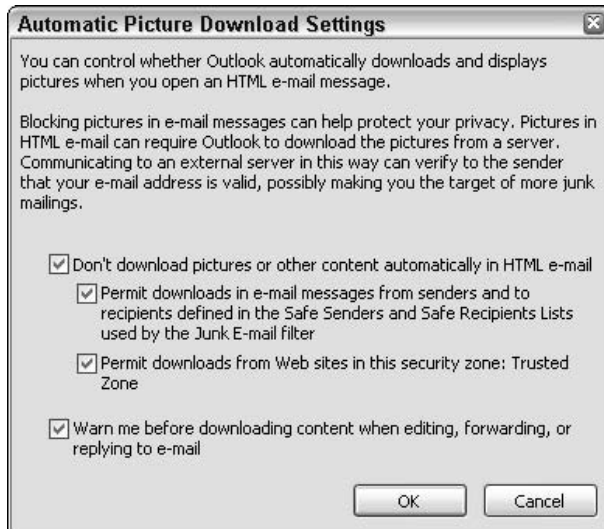 Automatic Picture Download Settings
You can control whether Outlook automatically downloads and displays
pictures when you open an HTML e-mail message.
Blocking pictures in e-mail messages can help protect your privacy. Pictures in
HTML e-mail can require Outlook to download the pictures from a server.
Communicating to an external server in this way can verify to the sender
that your e-mail address is valid, possibly making you the target of more junk
mailings.
Don't download pictures or other content automatically in HTML e-mail
Permit downloads in e-mail messages from senders and to
recipients defined in the Safe Senders and Safe Recipients Lists
used by the Junk E-mail filter
Permit downloads from Web sites in this security zone: Trusted
Zone
Warn me before downloading content when editing, forwarding, or
replying to e-mail
OK Cancel